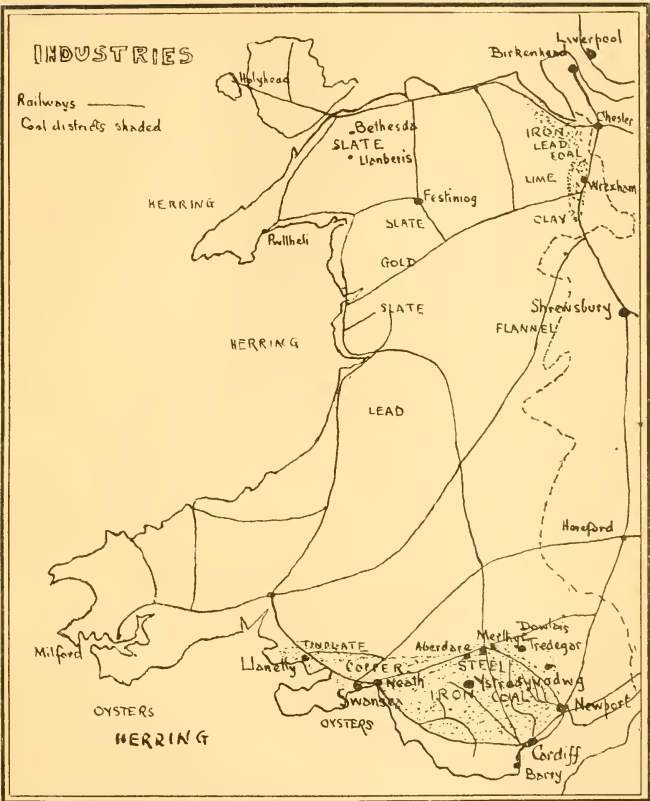 INDUSTRIES
Liverpool
Birkenhead
Holyhead
Railways
Coal districts shaded
Chester
Bethesda
IRON
SLATE
LEAD
COAL
Llanberis
LIME
Wrexham
Festiniog
HERRING
CLAY
SLATE
Pwllheli
GOLD
SLATE
Shrewsbury
FLANNEL
HERRING
LEAD
Hereford
Dowlais
Merthyr
Tredegar
Aberdare
TINPLATE
Milford
Llanelly
COPPER
STEEL
Neath
Ystradyfodwg
Swansea
IRON
COAL
Newport
OYSTERS
OYSTERS
HERRING
Cardiff
Barry